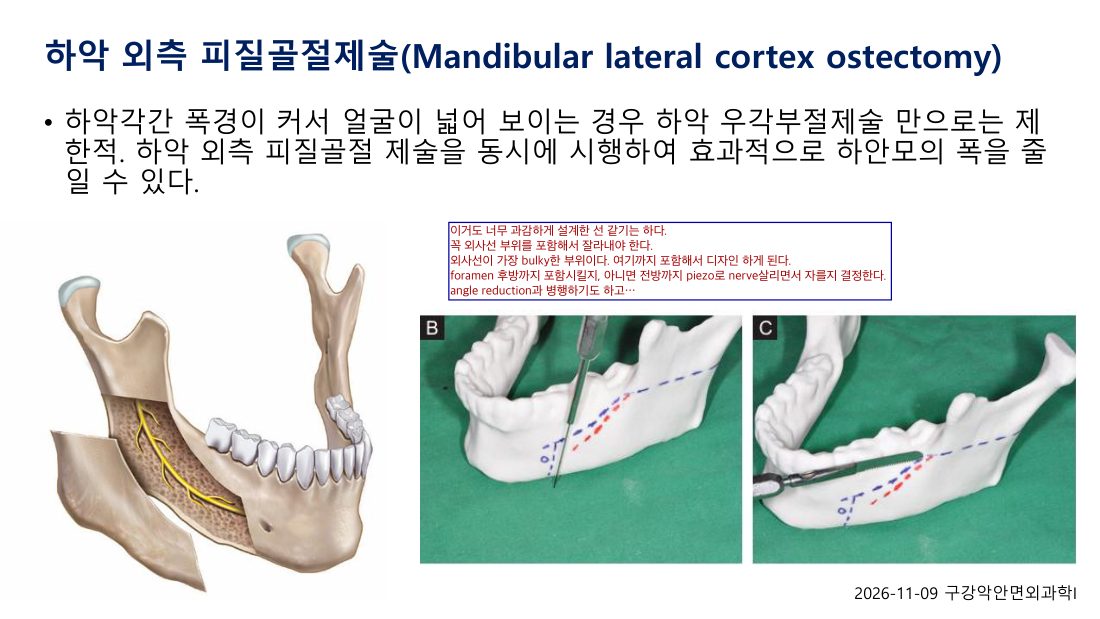 하악 외측 피질골절제술(Mandibular lateral cortex ostectomy)
• 하악각간 폭경이 커서 얼굴이 넓어 보이는 경우 하악 우각부절제술 만으로는 제
한적. 하악 외측 피질골절 제술을 동시에 시행하여 효과적으로 하안모의 폭을 줄
일 수 있다.
이거도 너무 과감하게 설계한 선 같기는 하다.
꼭 외사선 부위를 포함해서 잘라내야 한다.
외사선이 가장 bulky한 부위이다. 여기까지 포함해서 디자인 하게 된다.
foramen 후방까지 포함시킬지, 아니면 전방까지 piezo로 nerve살리면서 자를지 결정한다.
angle reduction과 병행하기도 하고…
B
C
2026-11-09 구강악안면외과학I